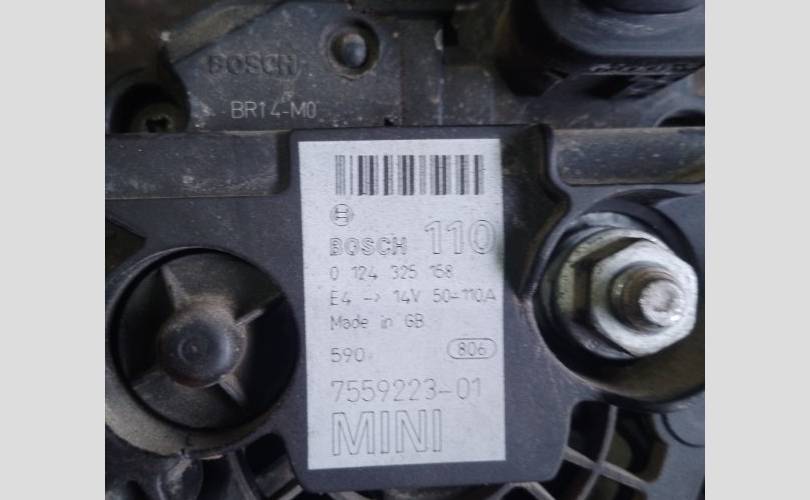 BOSCH
BR14-M0
BOSCH 110
0 124 325 158
E4 -> 14V 50-110A
Made in GB
590 806
7559223-01
MINI